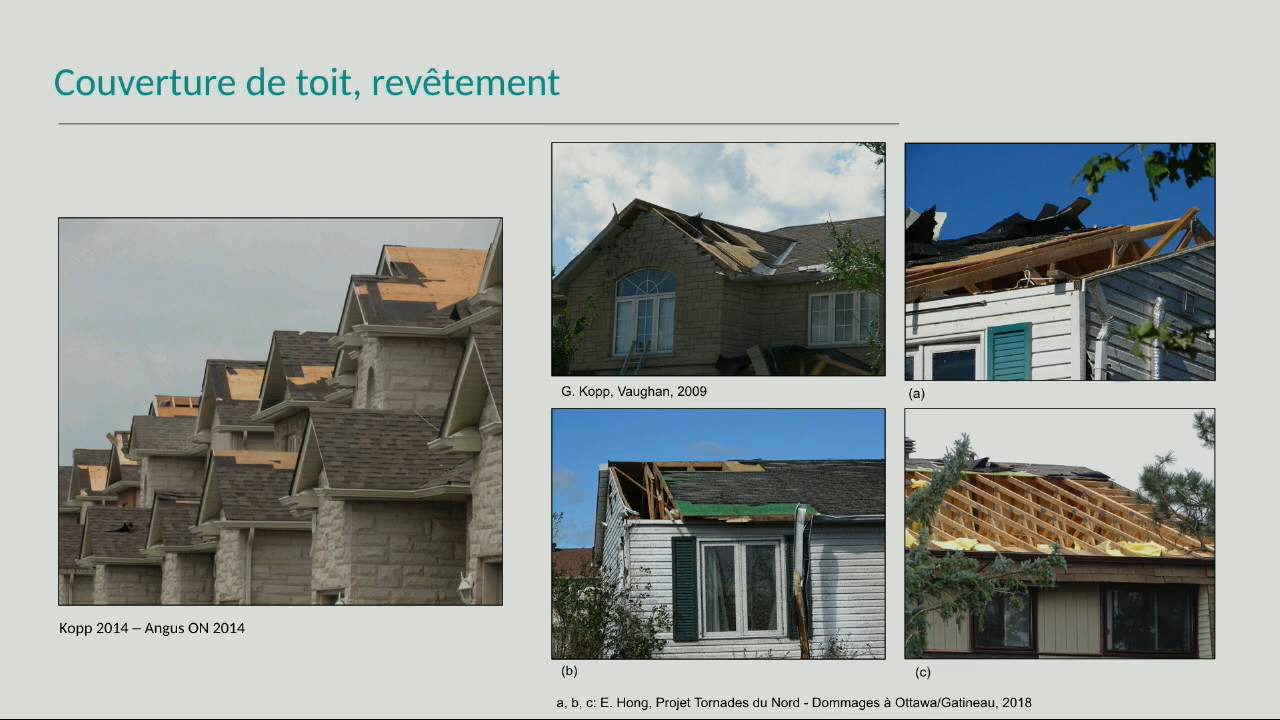 Couverture de toit, revêtement
G. Kopp, Vaughan, 2009
(a)
Kopp 2014 – Angus ON 2014
(b)
(c)
a, b, c: E. Hong, Projet Tornades du Nord - Dommages à Ottawa/Gatineau, 2018